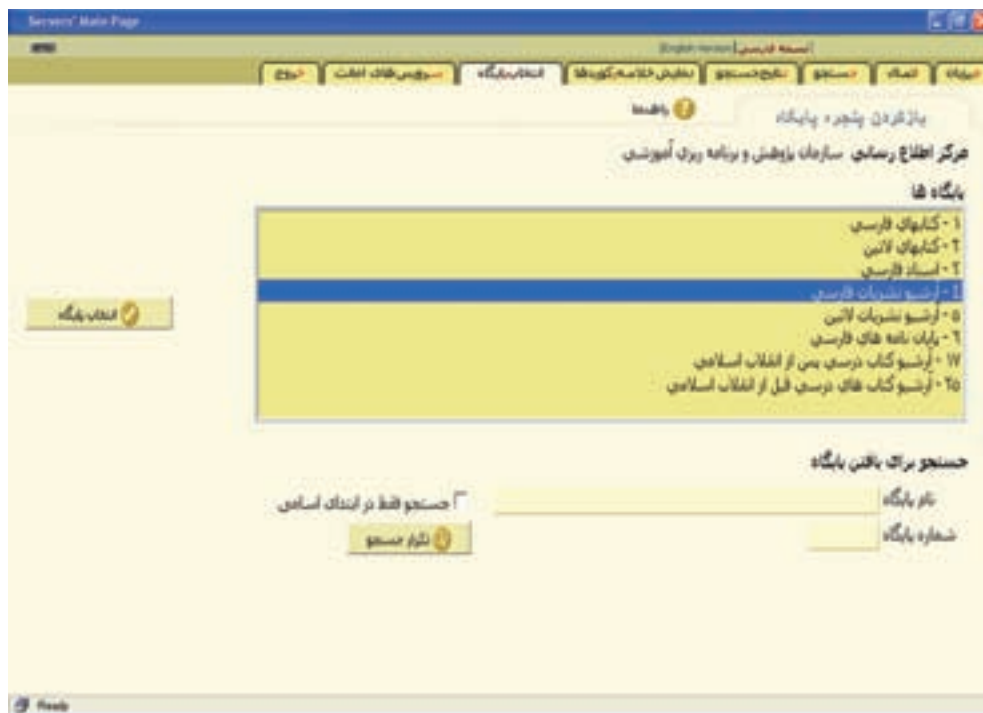 Servers' Main Page
نسخه فارسی | English Version
میزبان اتصال جستجو نتایج جستجو نمایش خلاصه رکوردها انتخاب پایگاه سرویس‌های امانت خروج
بازکردن پنجره پایگاه
راهنما
مرکز اطلاع رسانی سازمان پژوهش و برنامه ریزی آموزشی
پایگاه ها
۱ - کتابهای فارسی
۲ - کتابهای لاتین
۳ - اسناد فارسی
۴ - آرشیو نشریات فارسی
۵ - آرشیو نشریات لاتین
۶ - پایان نامه های فارسی
۱۷ - آرشیو کتاب درسی پس از انقلاب اسلامی
۲۵ - آرشیو کتاب های درسی قبل از انقلاب اسلامی
انتخاب پایگاه
جستجو برای یافتن پایگاه
نام پایگاه
جستجو فقط در ابتدای اسامی
شماره پایگاه
تکرار جستجو
Ready